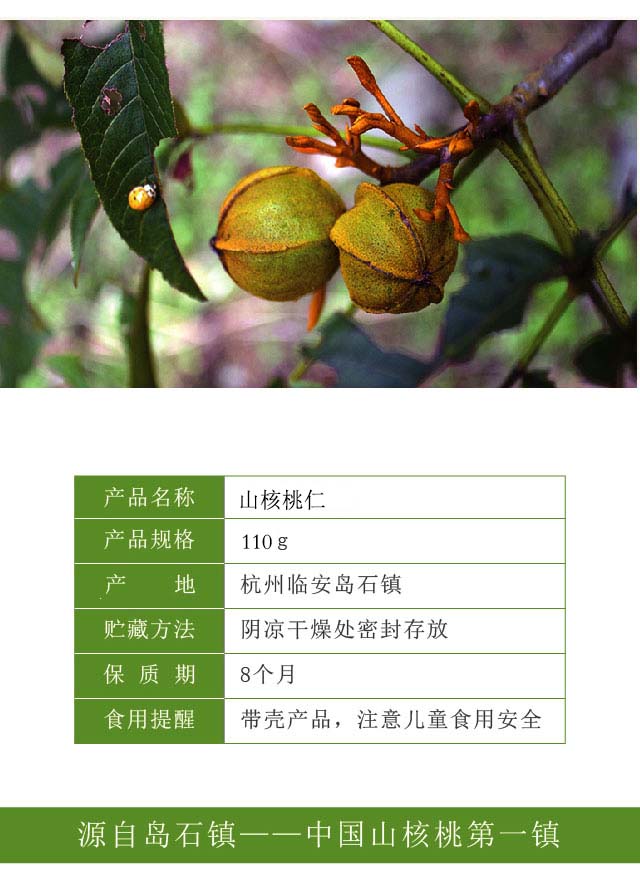 产品名称 山核桃仁
产品规格 110g
产 地 杭州临安岛石镇
贮藏方法 阴凉干燥处密封存放
保质期 8个月
食用提醒 带壳产品，注意儿童食用安全
源自岛石镇——中国山核桃第一镇